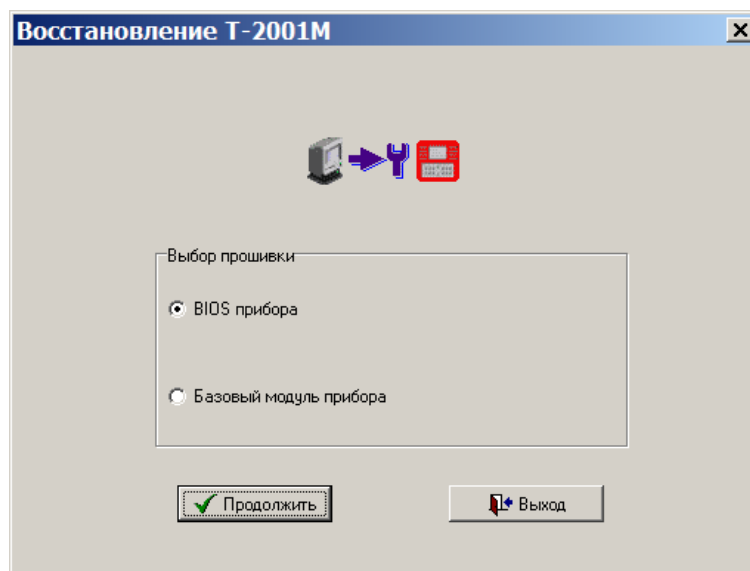 Восстановление Т-2001М
Выбор прошивки
BIOS прибора
Базовый модуль прибора
Продолжить
Выход